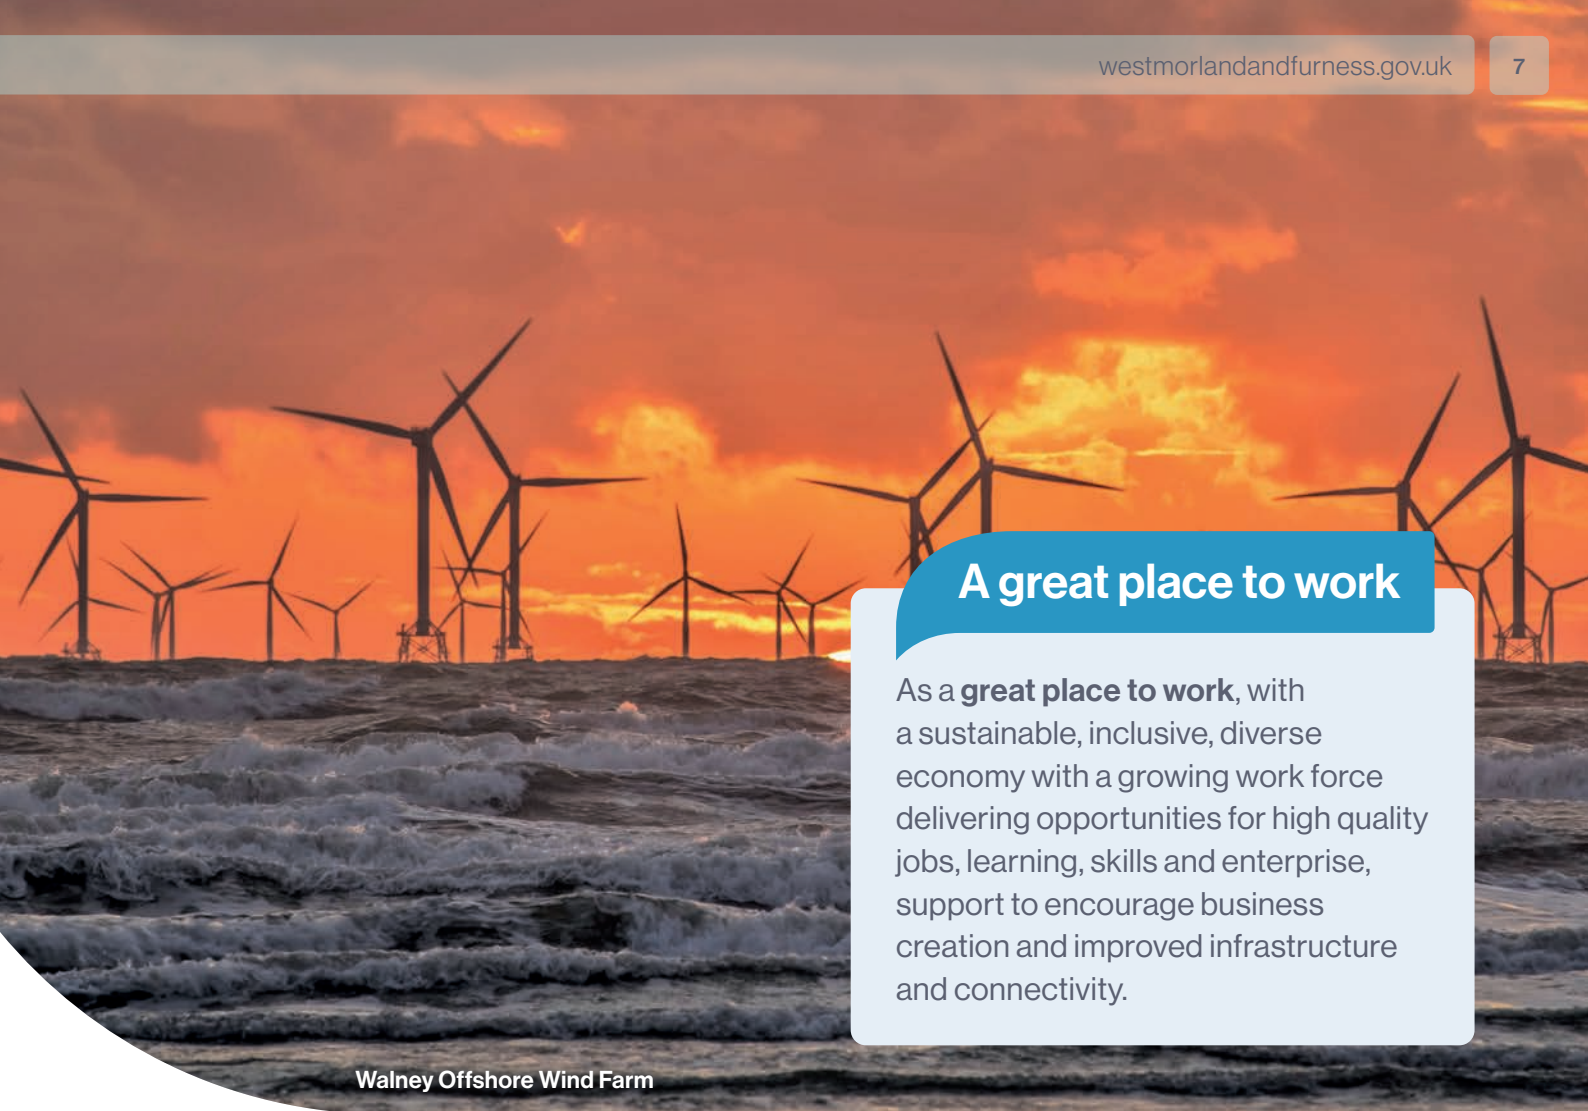 westmorlandandfurness.gov.uk 7
A great place to work
As a great place to work, with
a sustainable, inclusive, diverse
economy with a growing work force
delivering opportunities for high quality
jobs, learning, skills and enterprise,
support to encourage business
creation and improved infrastructure
and connectivity.
Walney Offshore Wind Farm